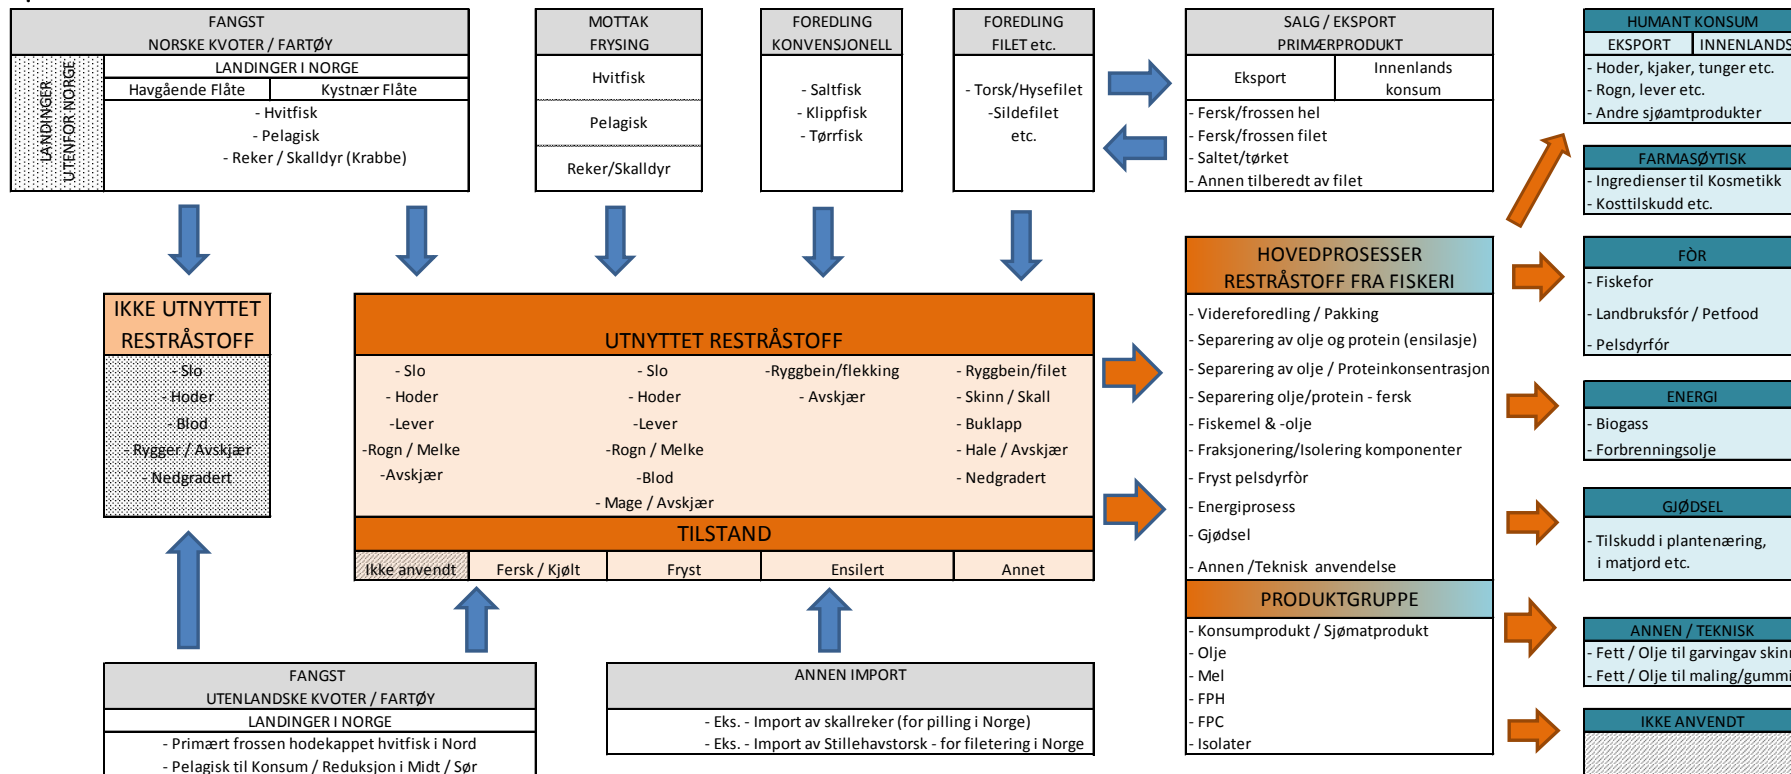 FANGST
NORSKE KVOTER / FARTØY
LANDINGER
UTENFOR NORGE
LANDINGER I NORGE
Havgående Flåte
Kystnær Flåte
- Hvitfisk
- Pelagisk
- Reker / Skalldyr (Krabbe)
MOTTAK
FRYSING
Hvitfisk
Pelagisk
Reker/Skalldyr
FOREDLING
KONVENSJONELL
- Saltfisk
- Klippfisk
- Tørrfisk
FOREDLING
FILET etc.
- Torsk/Hysefilet
-Sildefilet
etc.
SALG / EKSPORT
PRIMÆRPRODUKT
Eksport
Innenlands
konsum
- Fersk/frossen hel
- Fersk/frossen filet
- Saltet/tørket
- Annen tilberedt av filet
HUMANT KONSUM
EKSPORT
INNENLANDS
- Hoder, kjaker, tunger etc.
- Rogn, lever etc.
- Andre sjøamtprodukter
FARMASØYTISK
- Ingredienser til Kosmetikk
- Kosttilskudd etc.
IKKE UTNYTTET
RESTRÅSTOFF
- Slo
- Hoder
- Blod
- Rygger / Avskjær
- Nedgradert
UTNYTTET RESTRÅSTOFF
- Slo
- Hoder
-Lever
-Rogn / Melke
-Avskjær
- Slo
- Hoder
-Lever
-Rogn / Melke
-Blod
- Mage / Avskjær
-Ryggbein/flekking
- Avskjær
- Ryggbein/filet
- Skinn / Skall
- Buklapp
- Hale / Avskjær
- Nedgradert
TILSTAND
Ikke anvendt
Fersk / Kjølt
Fryst
Ensilert
Annet
HOVEDPROSESSER
RESTRÅSTOFF FRA FISKERI
- Videreforedling / Pakking
- Separering av olje og protein (ensilasje)
- Separering av olje / Proteinkonsentrasjon
- Separering olje/protein - fersk
- Fiskemel & -olje
- Fraksjonering/Isolering komponenter
- Fryst pelsdyrfòr
- Energiprosess
- Gjødsel
- Annen /Teknisk anvendelse
PRODUKTGRUPPE
- Konsumprodukt / Sjømatprodukt
- Olje
- Mel
- FPH
- FPC
- Isolater
FÒR
- Fiskefor
- Landbruksfór / Petfood
- Pelsdyrfór
ENERGI
- Biogass
- Forbrenningsolje
GJØDSEL
- Tilskudd i plantenæring,
i matjord etc.
ANNEN / TEKNISK
- Fett / Olje til garvingav skinn
- Fett / Olje til maling/gummi
IKKE ANVENDT
FANGST
UTENLANDSKE KVOTER / FARTØY
LANDINGER I NORGE
- Primært frossen hodekappet hvitfisk i Nord
- Pelagisk til Konsum / Reduksjon i Midt / Sør
ANNEN IMPORT
- Eks. - Import av skallreker (for pilling i Norge)
- Eks. - Import av Stillehavstorsk - for filetering i Norge